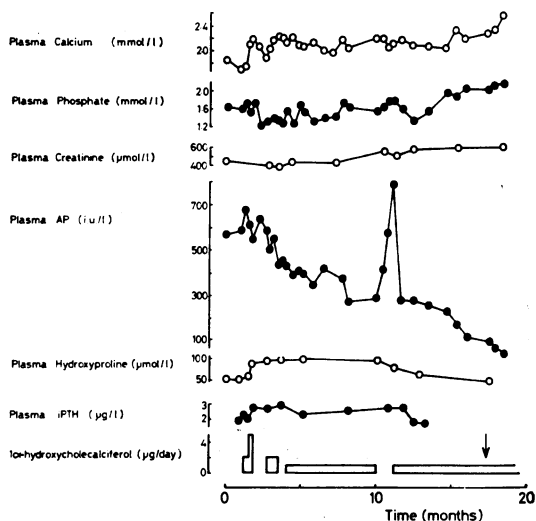 2·4
Plasma Calcium (mmol/l)
2·0
2·0
Plasma Phosphate (mmol/l)
1·6
1·2
600
Plasma Creatinine (μmol/l)
400
700
Plasma AP (i.u/l)
500
300
100
100
Plasma Hydroxyproline (μmol/l)
50
3
Plasma iPTH (μg/l)
2
4
1α-hydroxycholecalciferol (μg/day)
2
0
0
10
20
Time (months)